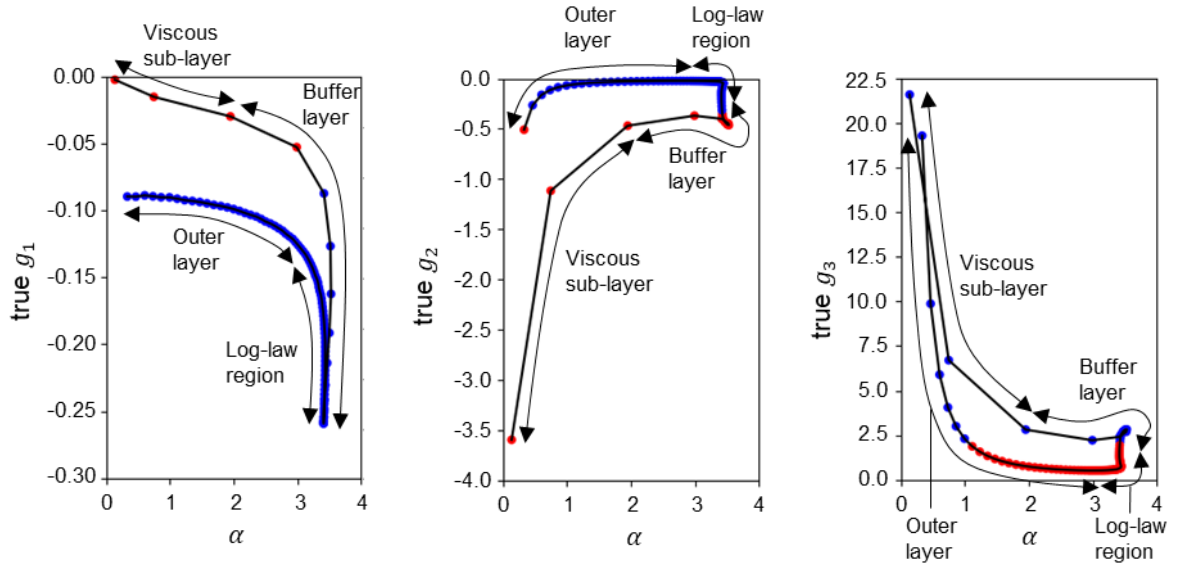 Viscous
sub-layer
Buffer
layer
0.00
-0.05
-0.10
-0.15
-0.20
-0.25
-0.30
true g₁
Outer
layer
Log-law
region
0 1 2 3 4
α
Outer
layer
Log-law
region
0.0
-0.5
-1.0
-1.5
-2.0
-2.5
-3.0
-3.5
-4.0
true g₂
Buffer
layer
Viscous
sub-layer
0 1 2 3 4
α
22.5
20.0
17.5
15.0
12.5
10.0
7.5
5.0
2.5
0.0
true g₃
Viscous
sub-layer
Buffer
layer
0 1 2 3 4
α
Outer
layer
Log-law
region